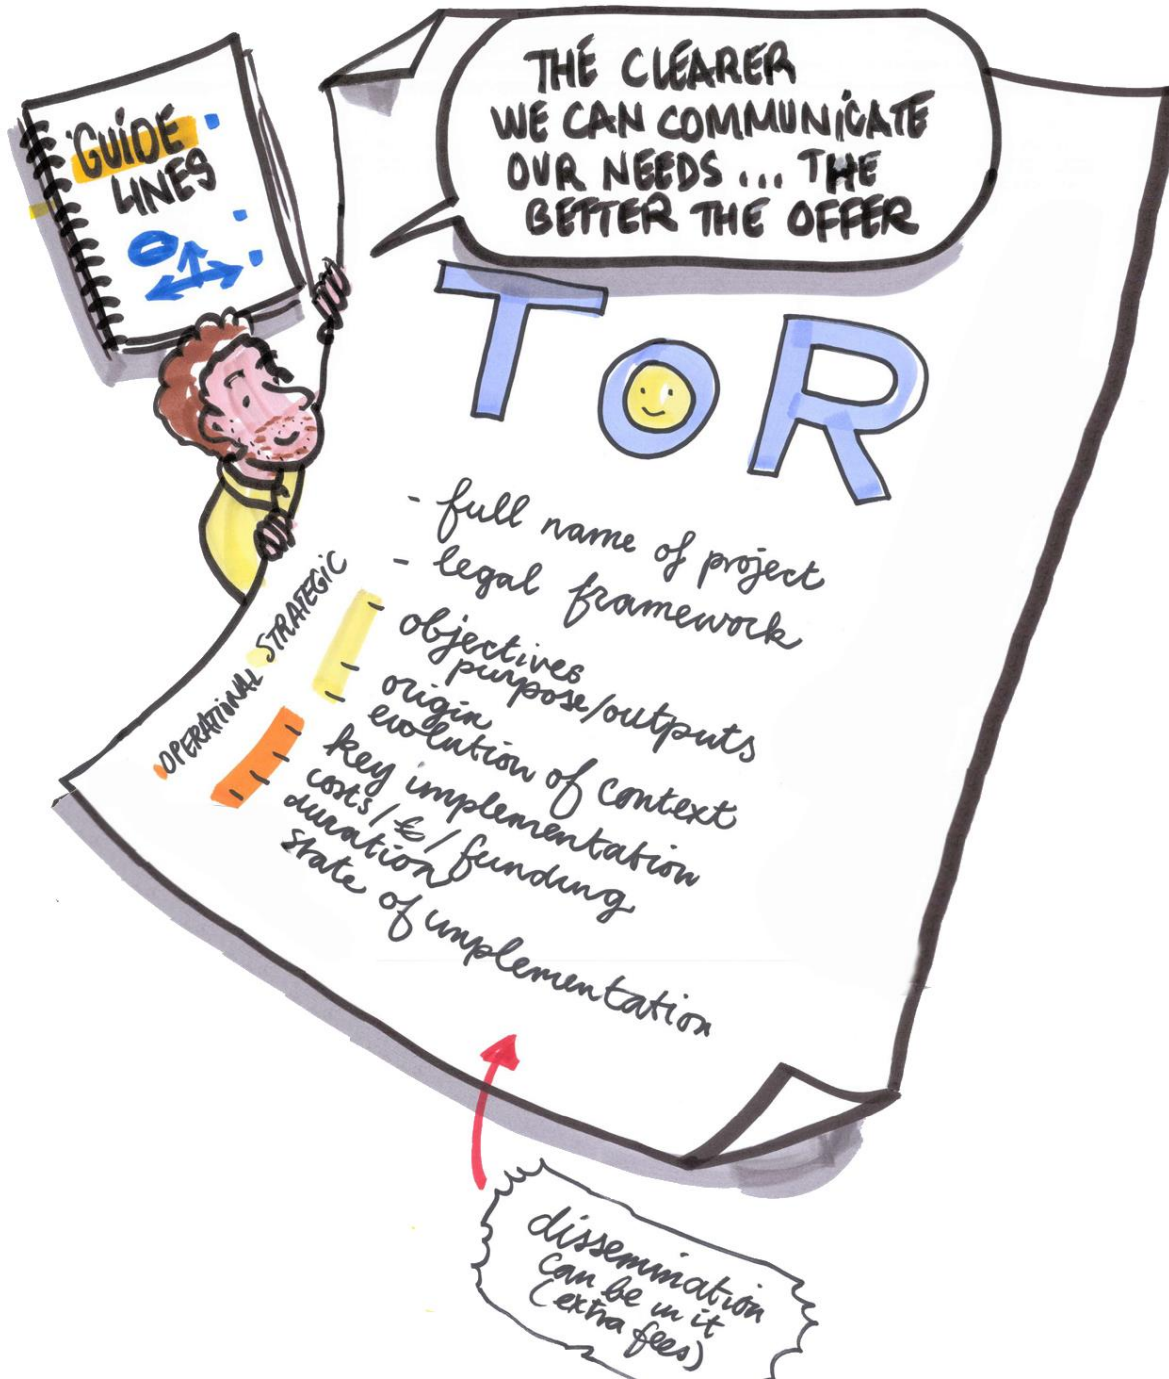 GUIDE
LINES
THE CLEARER
WE CAN COMMUNICATE
OUR NEEDS ... THE
BETTER THE OFFER
ToR
- full name of project
- legal framework
STRATEGIC
- objectives
purpose/outputs
- origin
- evolution of context
OPERATIONAL
- key implementation
- costs/€/funding
- duration
- state of implementation
dissemination
can be in it
(extra fees)